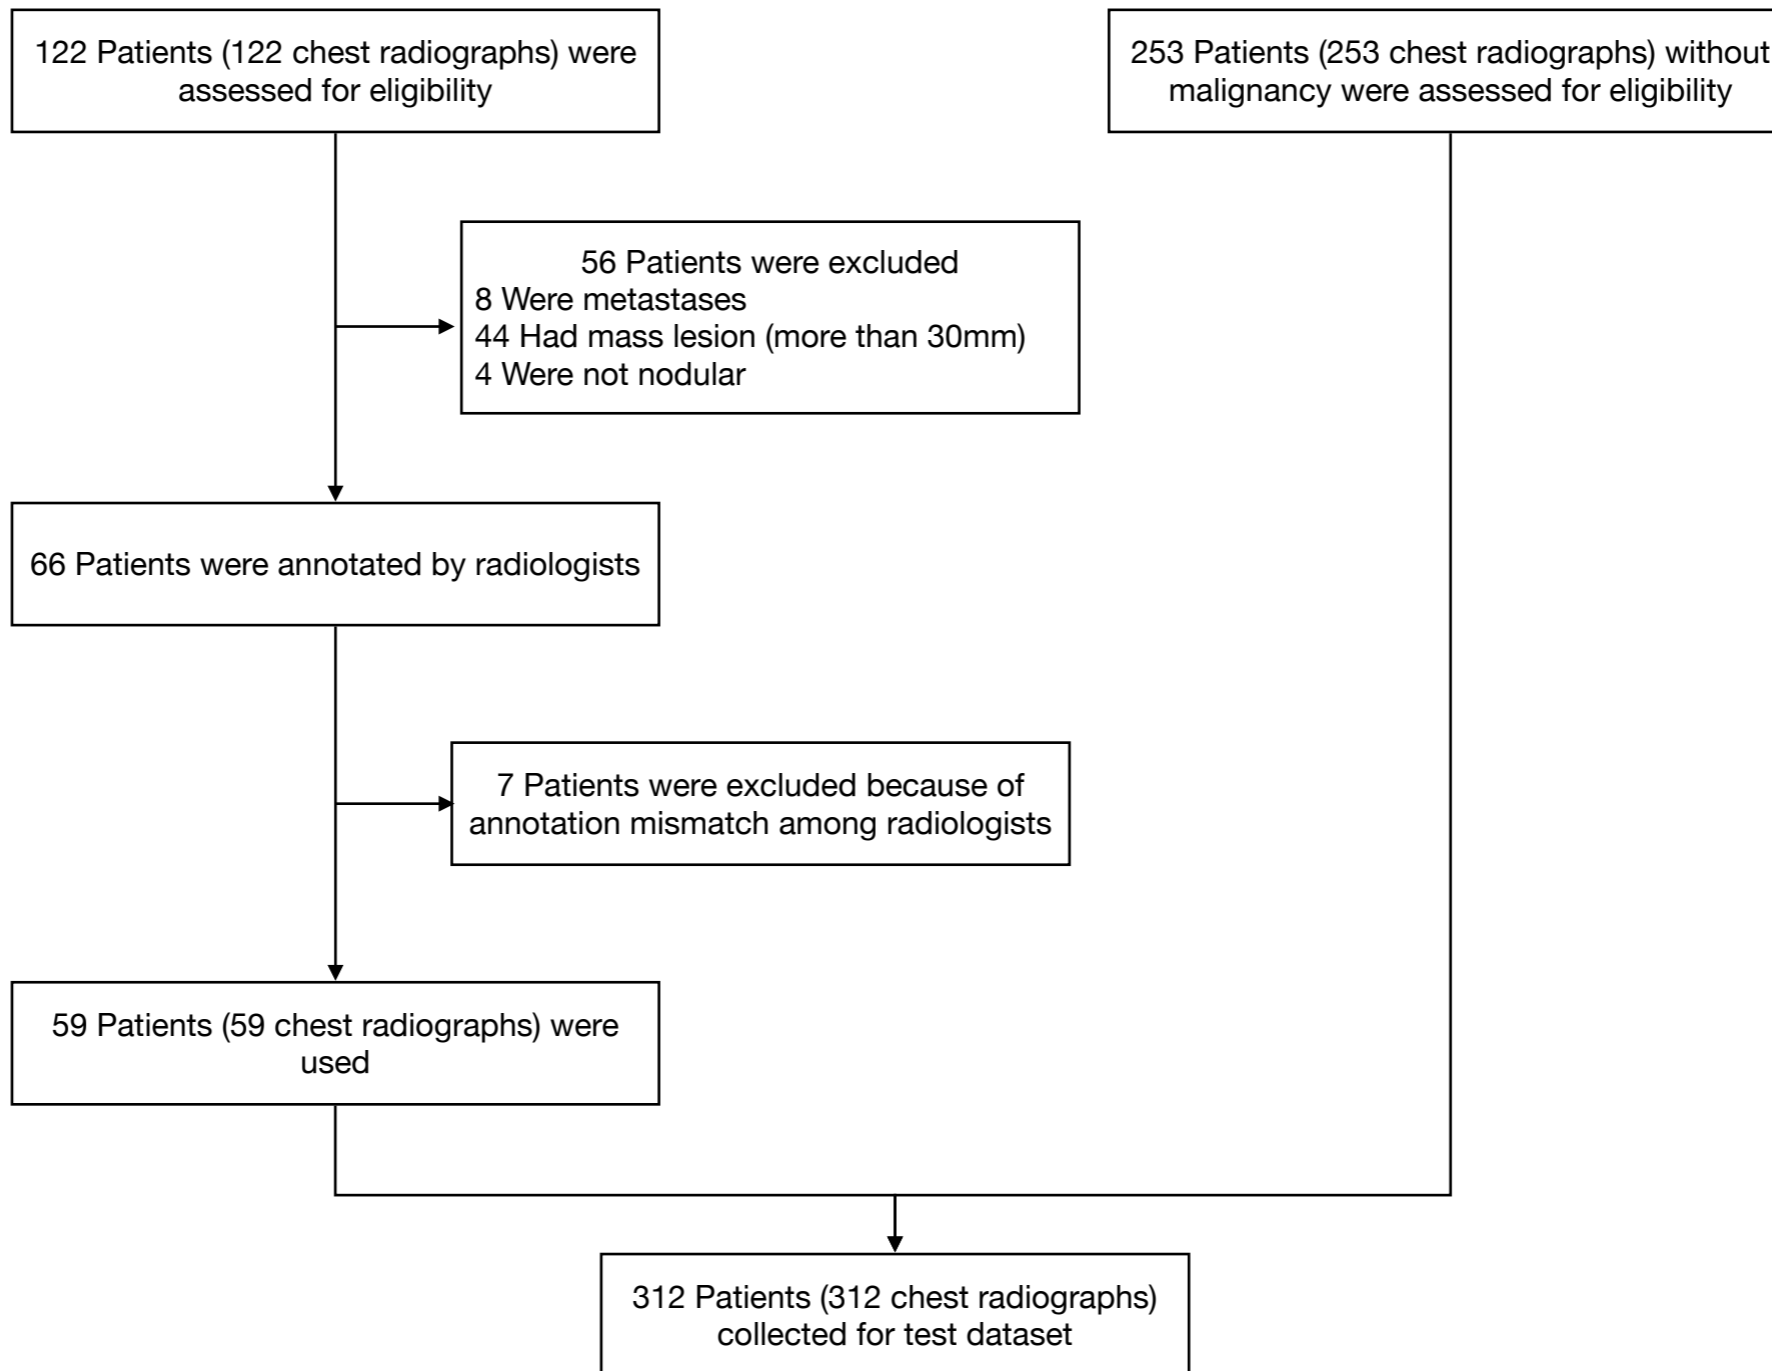 122 Patients (122 chest radiographs) were
assessed for eligibility
253 Patients (253 chest radiographs) without
malignancy were assessed for eligibility
56 Patients were excluded
8 Were metastases
44 Had mass lesion (more than 30mm)
4 Were not nodular
66 Patients were annotated by radiologists
7 Patients were excluded because of
annotation mismatch among radiologists
59 Patients (59 chest radiographs) were
used
312 Patients (312 chest radiographs)
collected for test dataset